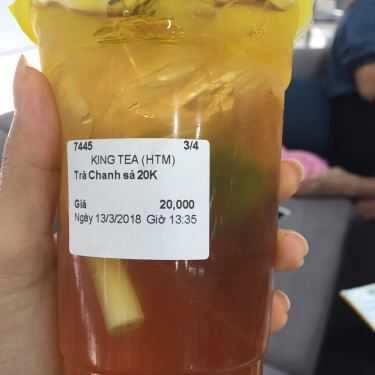 7445 3/4
KING TEA (HTM)
Trà Chanh sả 20K
Giá 20,000
Ngày 13/3/2018 Giờ 13:35